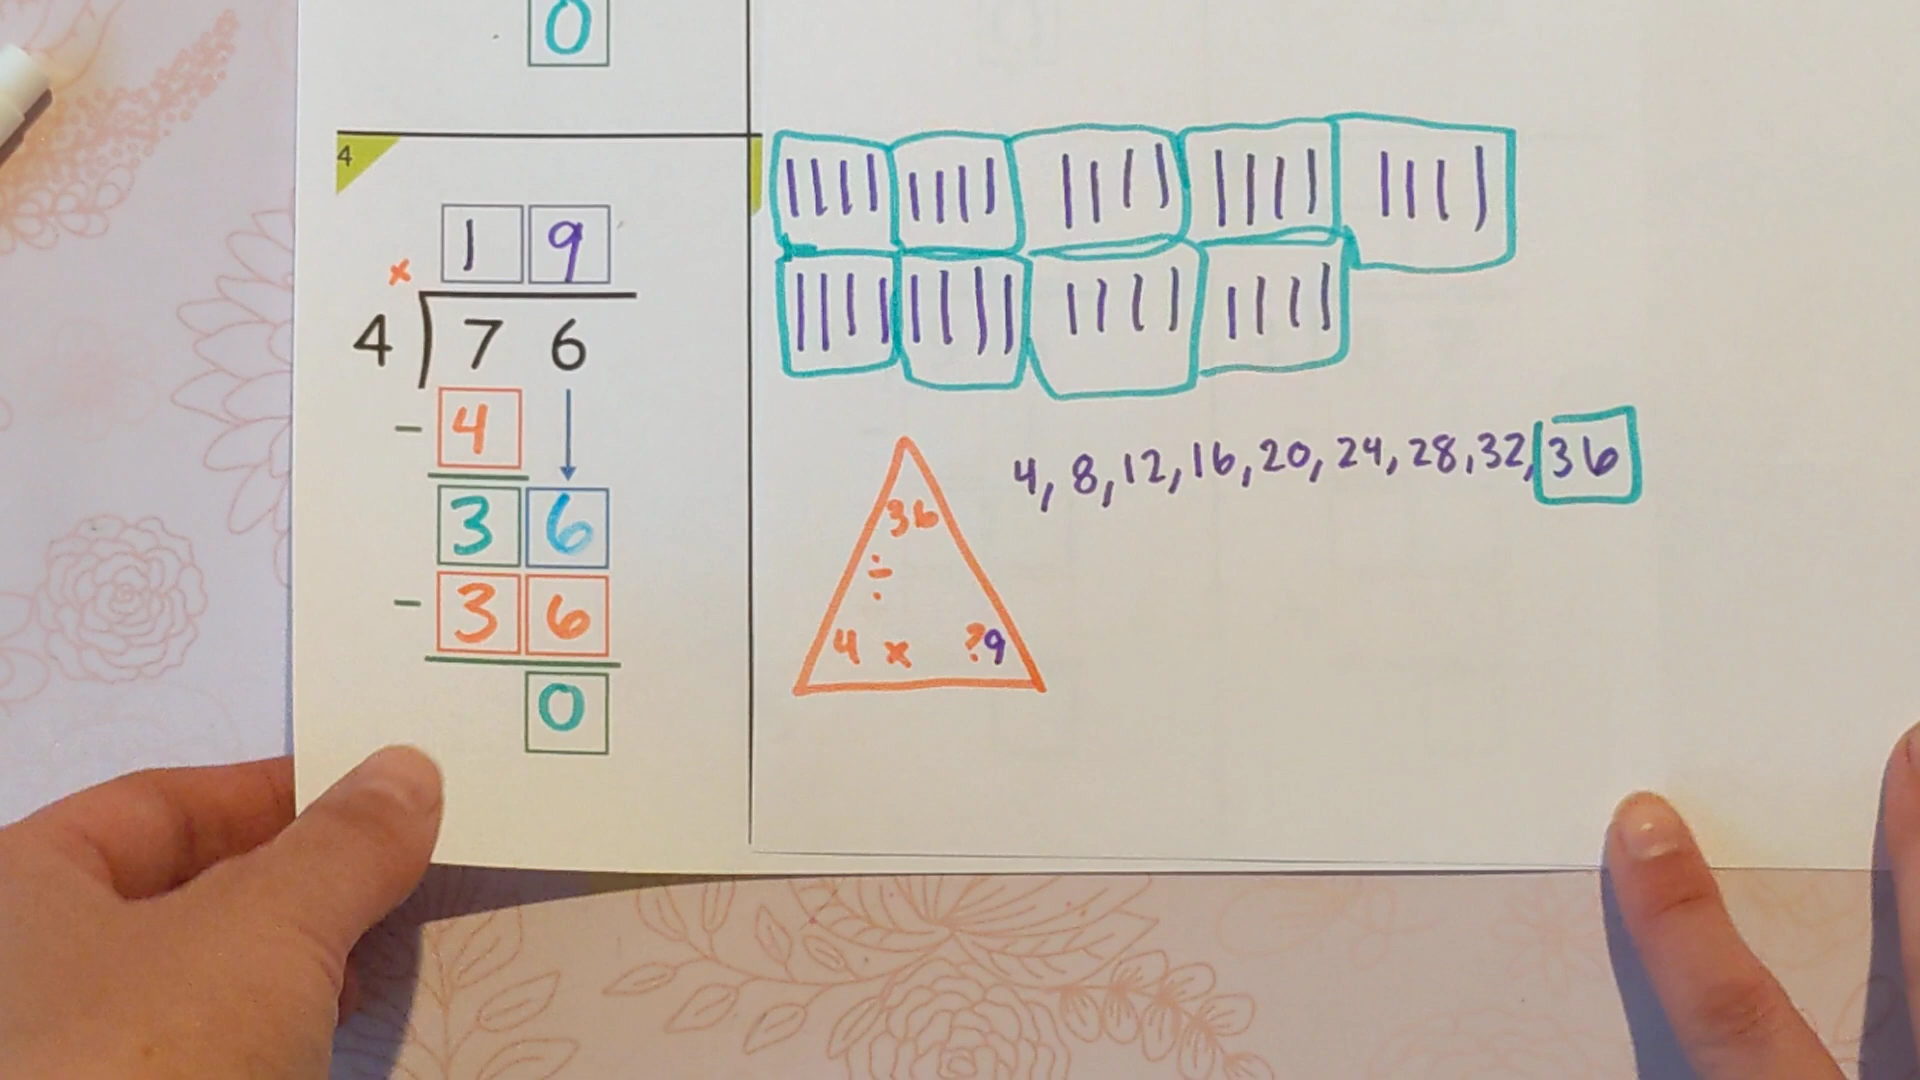 0
4
1 9
×
4 7 6
- 4
3 6
- 3 6
0
4, 8, 12, 16, 20, 24, 28, 32, 36
36
÷
4 × ?9